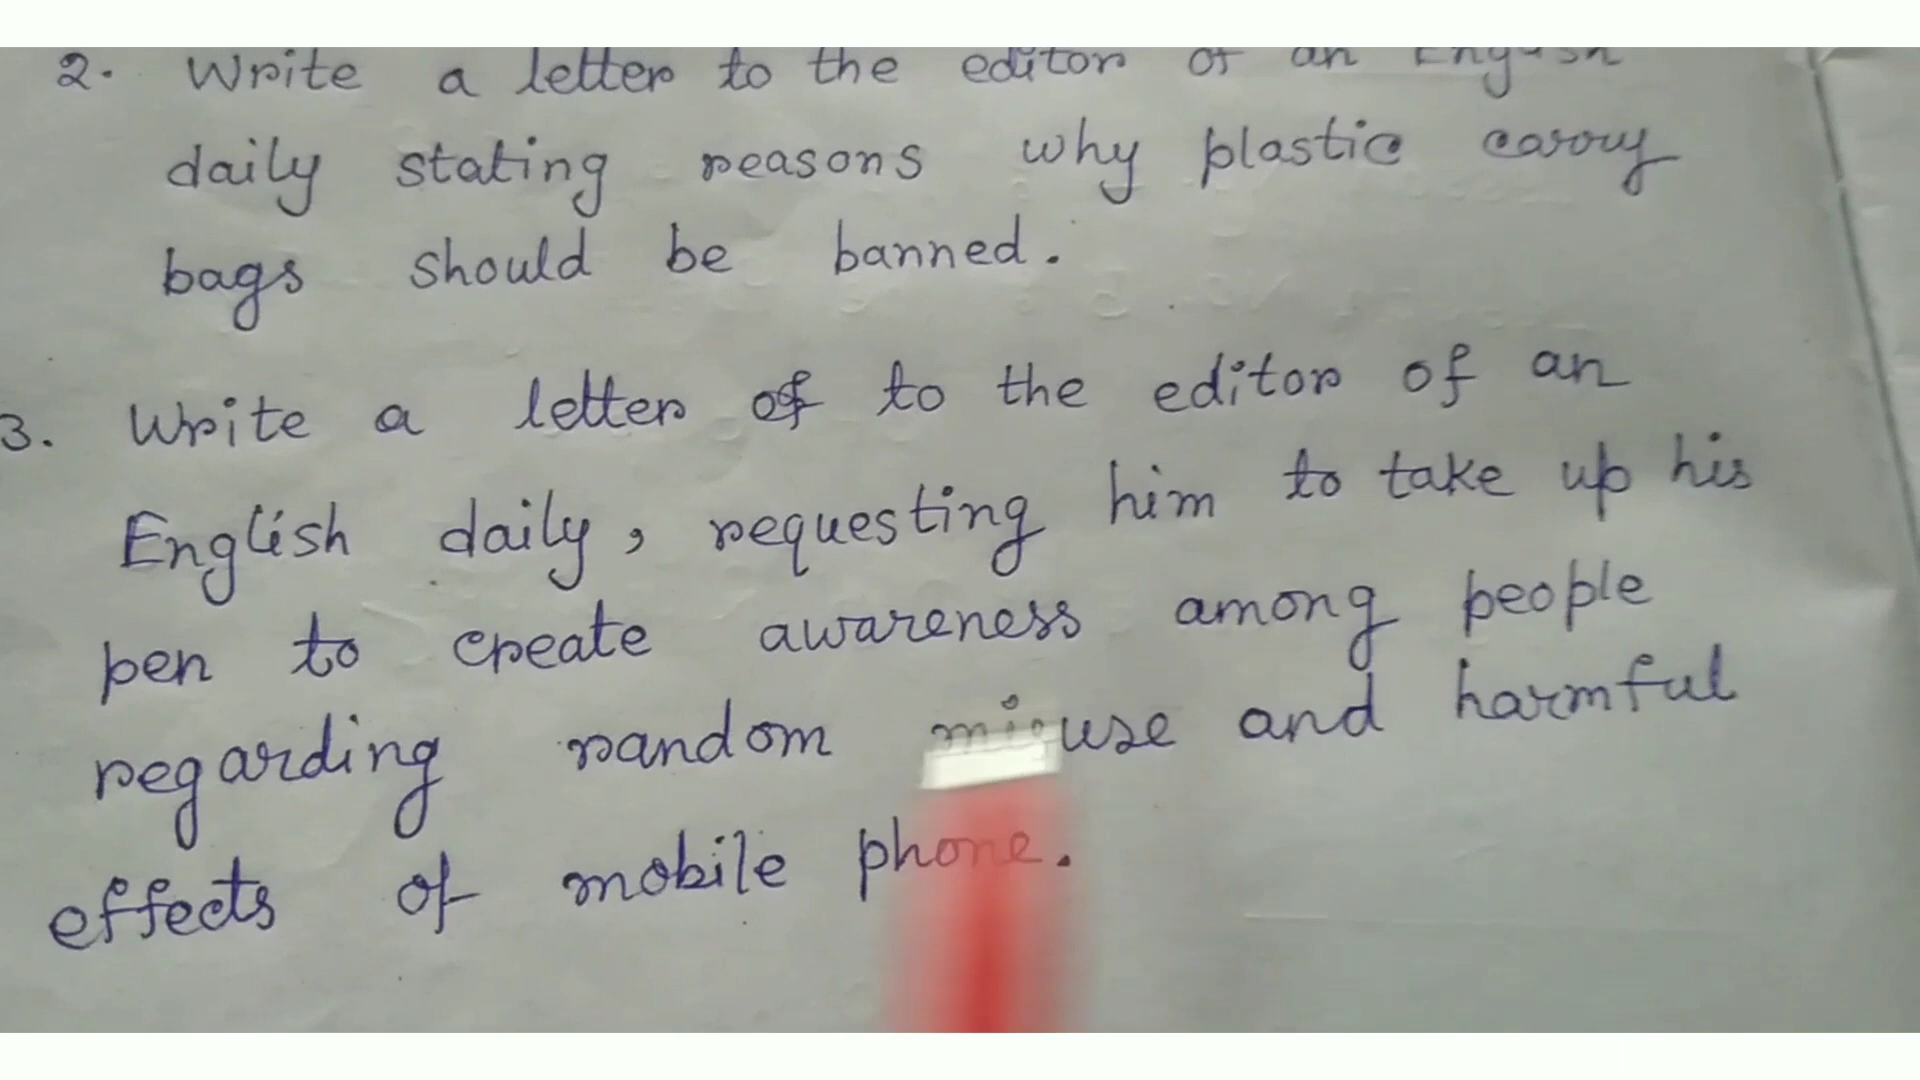 2. Write a letter to the editor of an English
daily stating reasons why plastic carry
bags should be banned.
3. Write a letter of to the editor of an
English daily, requesting him to take up his
pen to create awareness among people
regarding random misuse and harmful
effects of mobile phone.